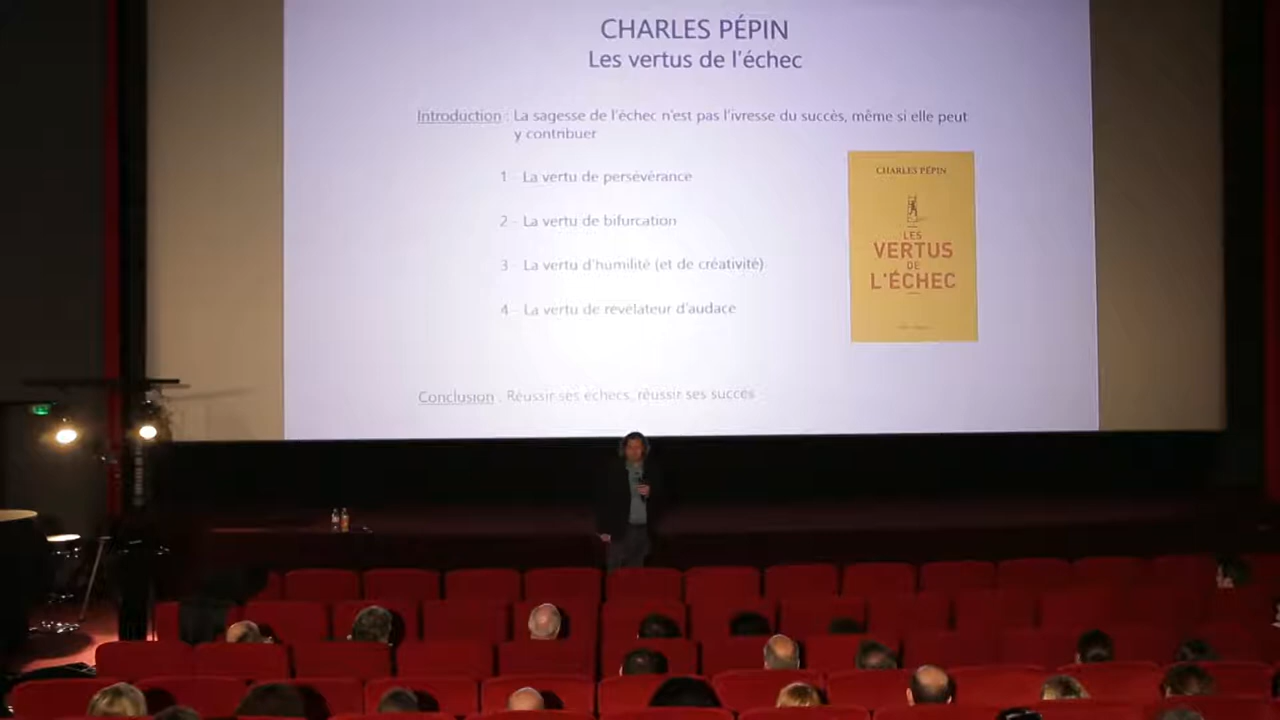 CHARLES PÉPIN
Les vertus de l'échec
Introduction : La sagesse de l'échec n'est pas l'ivresse du succès, même si elle peut
y contribuer
1 - La vertu de persévérance
2 - La vertu de bifurcation
3 - La vertu d'humilité (et de créativité)
4 - La vertu de révélateur d'audace
Conclusion : Réussir ses échecs, réussir ses succès
CHARLES PÉPIN
LES
VERTUS
DE
L'ÉCHEC